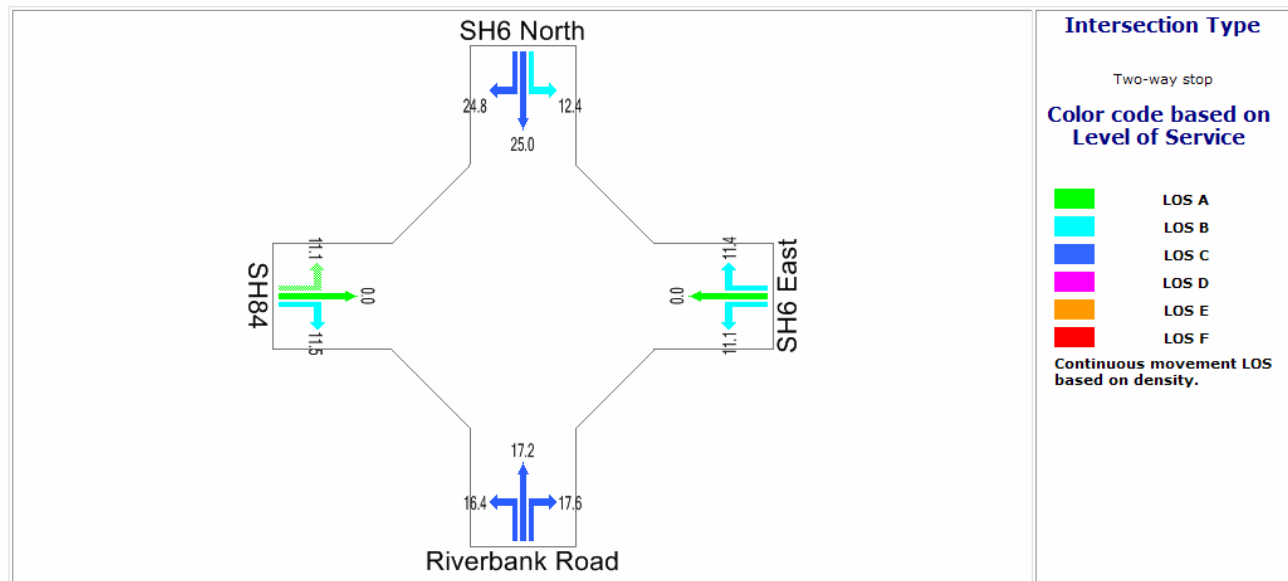 SH6 North
24.8
12.4
25.0
SH84
11.1
0.0
11.5
11.4
0.0
11.1
SH6 East
17.2
16.4
17.6
Riverbank Road
Intersection Type
Two-way stop
Color code based on
Level of Service
LOS A
LOS B
LOS C
LOS D
LOS E
LOS F
Continuous movement LOS
based on density.